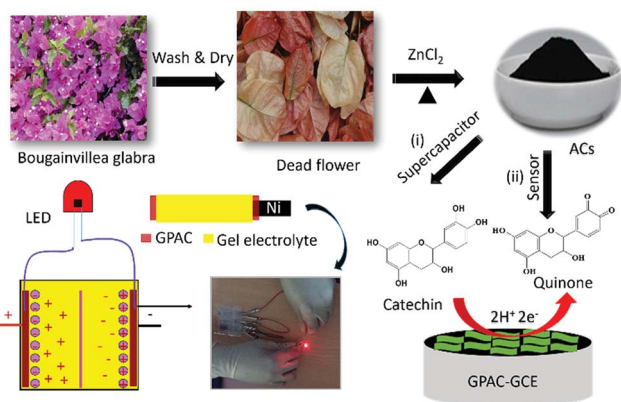 Wash & Dry
ZnCl2
Bougainvillea glabra
Dead flower
ACs
(i)
Supercapacitor
(ii)
Sensor
LED
Ni
GPAC
Gel electrolyte
OH
OH
HO
O
OH
OH
Catechin
O
O
HO
O
OH
OH
Quinone
2H+ 2e-
GPAC-GCE
+
-
+ + + + + + +
- - - - - -